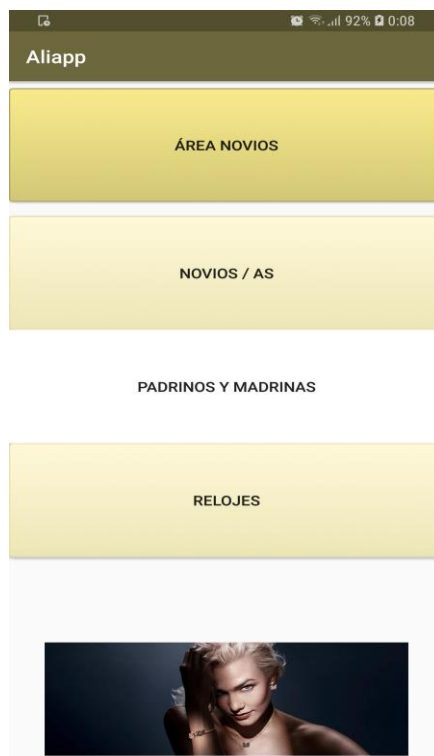 92% 0:08
Aliapp
ÁREA NOVIOS
NOVIOS / AS
PADRINOS Y MADRINAS
RELOJES